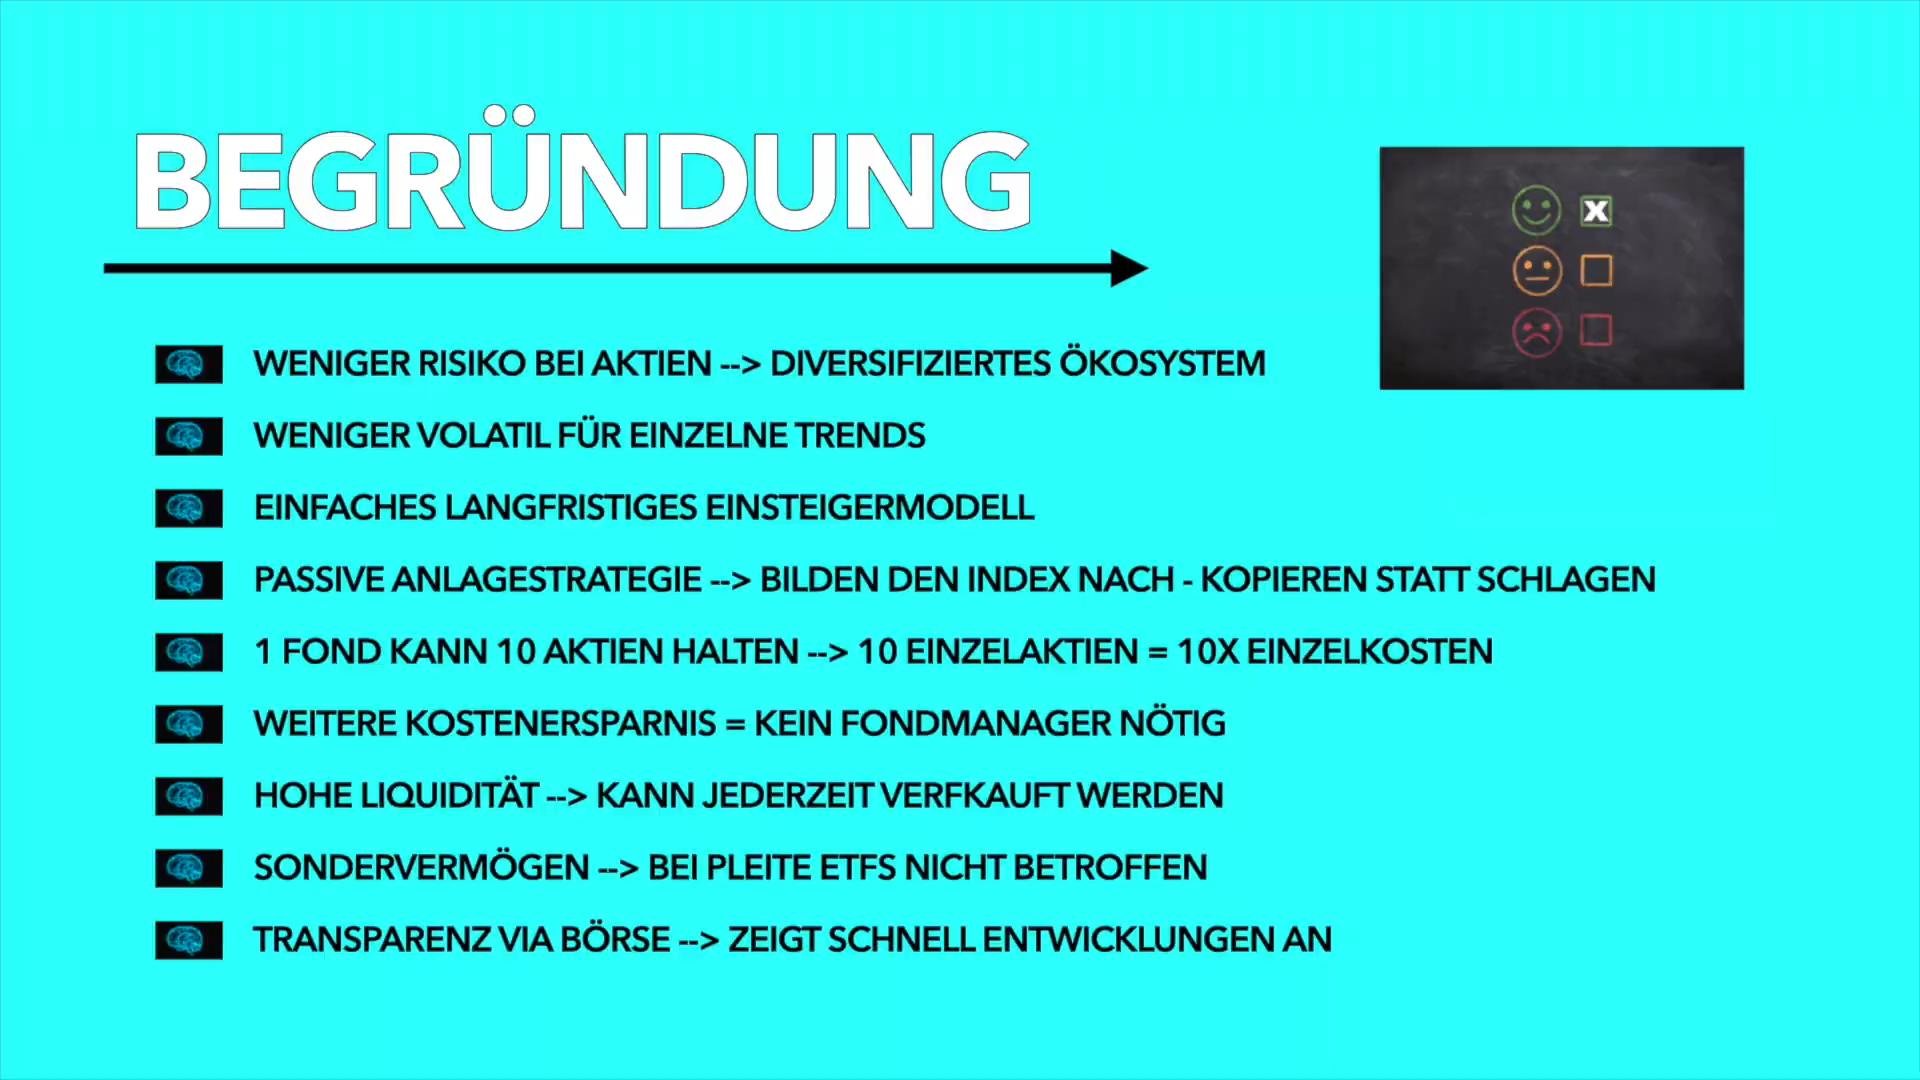 BEGRÜNDUNG
X
WENIGER RISIKO BEI AKTIEN --> DIVERSIFIZIERTES ÖKOSYSTEM
WENIGER VOLATIL FÜR EINZELNE TRENDS
EINFACHES LANGFRISTIGES EINSTEIGERMODELL
PASSIVE ANLAGESTRATEGIE --> BILDEN DEN INDEX NACH - KOPIEREN STATT SCHLAGEN
1 FOND KANN 10 AKTIEN HALTEN --> 10 EINZELAKTIEN = 10X EINZELKOSTEN
WEITERE KOSTENERSPARNIS = KEIN FONDMANAGER NÖTIG
HOHE LIQUIDITÄT --> KANN JEDERZEIT VERFKAUFT WERDEN
SONDERVERMÖGEN --> BEI PLEITE ETFS NICHT BETROFFEN
TRANSPARENZ VIA BÖRSE --> ZEIGT SCHNELL ENTWICKLUNGEN AN